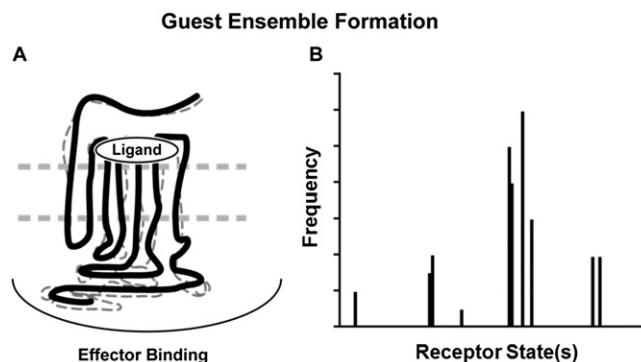 Guest Ensemble Formation
A
B
Ligand
Frequency
Effector Binding
Receptor State(s)